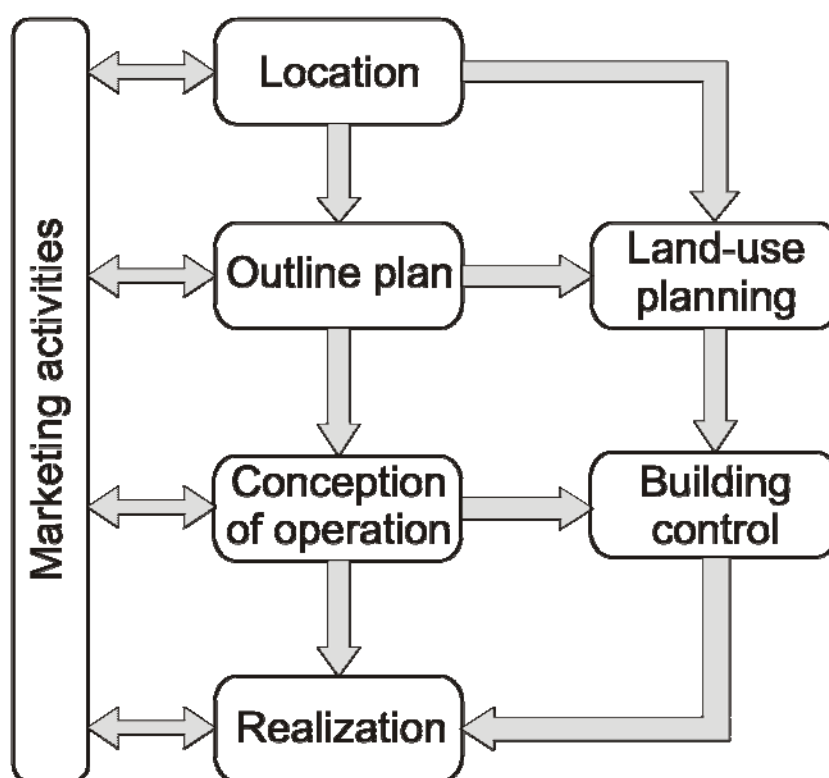 Marketing activities
Location
Outline plan
Land-use
planning
Conception
of operation
Building
control
Realization